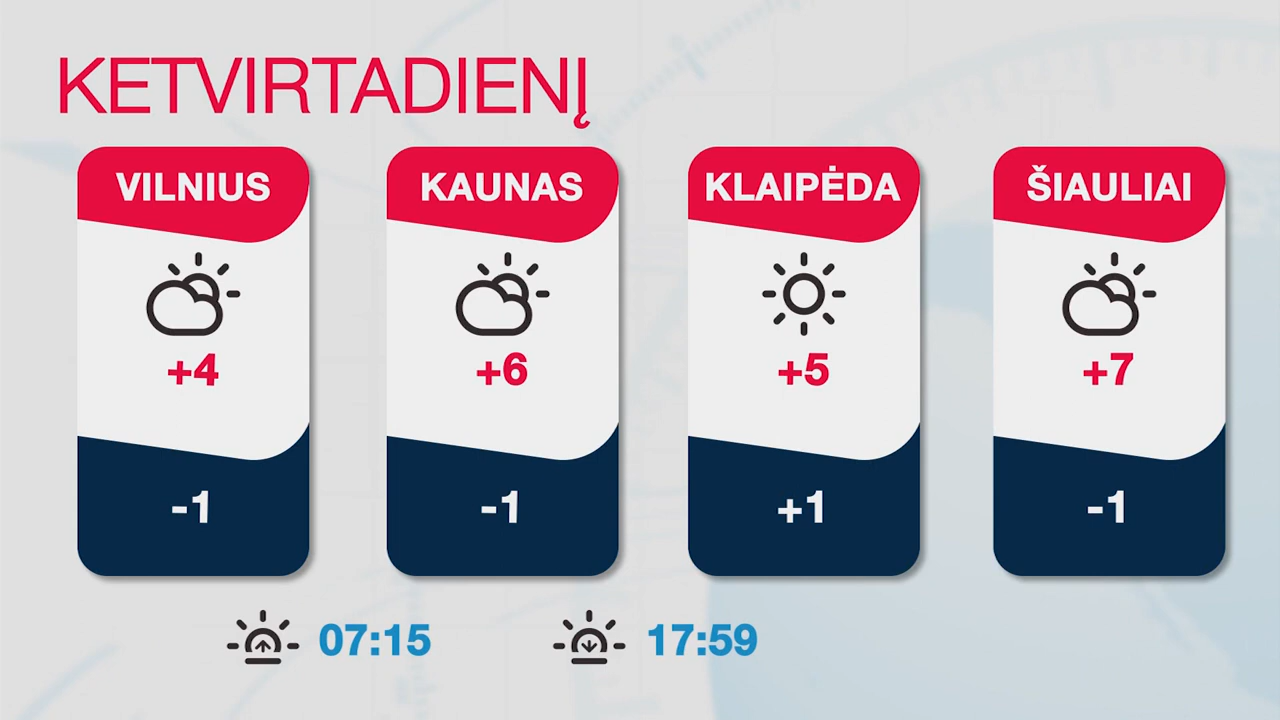 KETVIRTADIENĮ
VILNIUS
+4
-1
KAUNAS
+6
-1
KLAIPĖDA
+5
+1
ŠIAULIAI
+7
-1
07:15
17:59